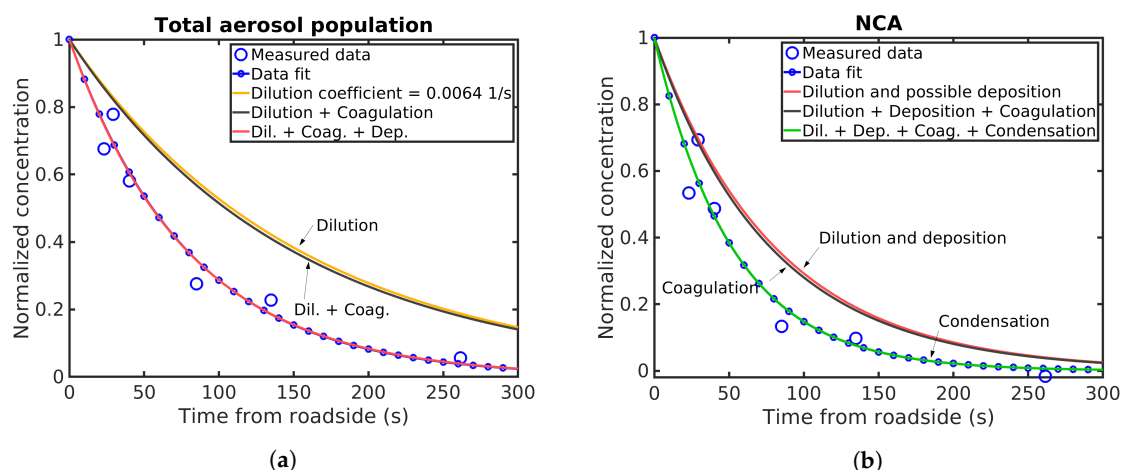 Total aerosol population
Normalized concentration
1
0.8
0.6
0.4
0.2
0
Measured data
Data fit
Dilution coefficient = 0.0064 1/s
Dilution + Coagulation
Dil. + Coag. + Dep.
Dilution
Dil. + Coag.
0 50 100 150 200 250 300
Time from roadside (s)
(a)
NCA
Normalized concentration
1
0.8
0.6
0.4
0.2
0
Measured data
Data fit
Dilution and possible deposition
Dilution + Deposition + Coagulation
Dil. + Dep. + Coag. + Condensation
Dilution and deposition
Coagulation
Condensation
0 50 100 150 200 250 300
Time from roadside (s)
(b)